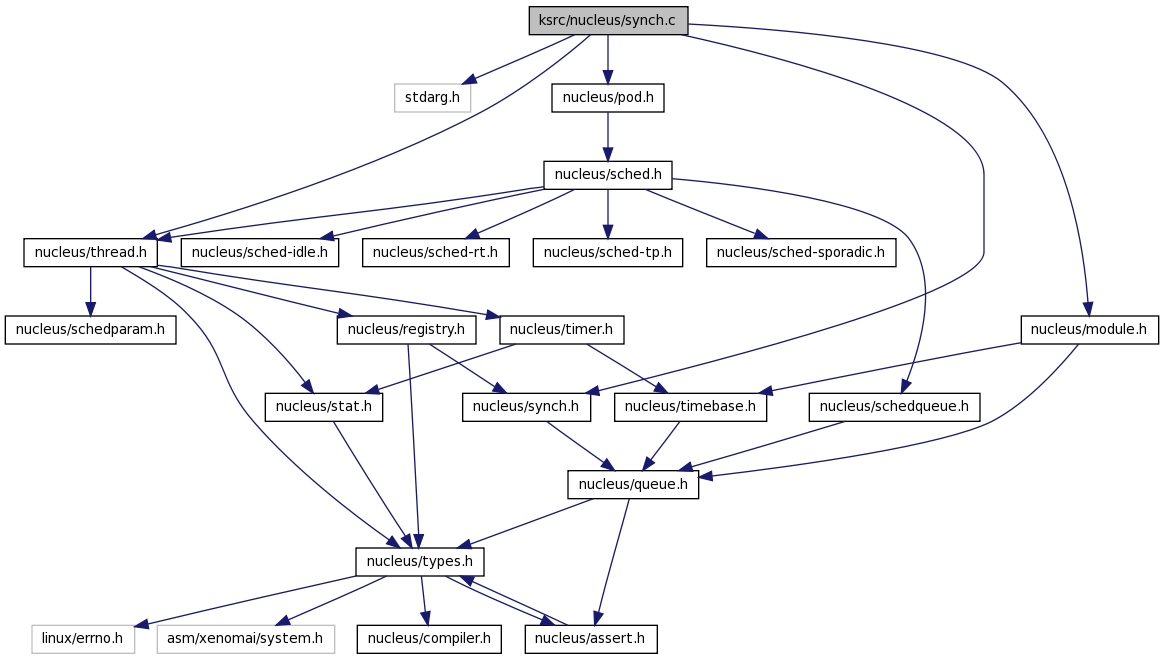 ksrc/nucleus/synch.c
stdarg.h
nucleus/pod.h
nucleus/sched.h
nucleus/thread.h
nucleus/sched-idle.h
nucleus/sched-rt.h
nucleus/sched-tp.h
nucleus/sched-sporadic.h
nucleus/schedparam.h
nucleus/registry.h
nucleus/timer.h
nucleus/module.h
nucleus/stat.h
nucleus/synch.h
nucleus/timebase.h
nucleus/schedqueue.h
nucleus/queue.h
nucleus/types.h
linux/errno.h
asm/xenomai/system.h
nucleus/compiler.h
nucleus/assert.h